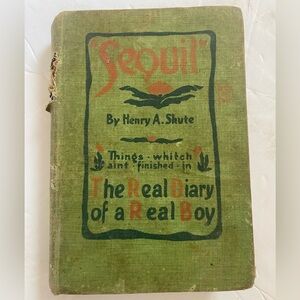 "Sequil"
By Henry A. Shute
Things - whitch
aint - finished - in
The Real Diary
of a Real Boy